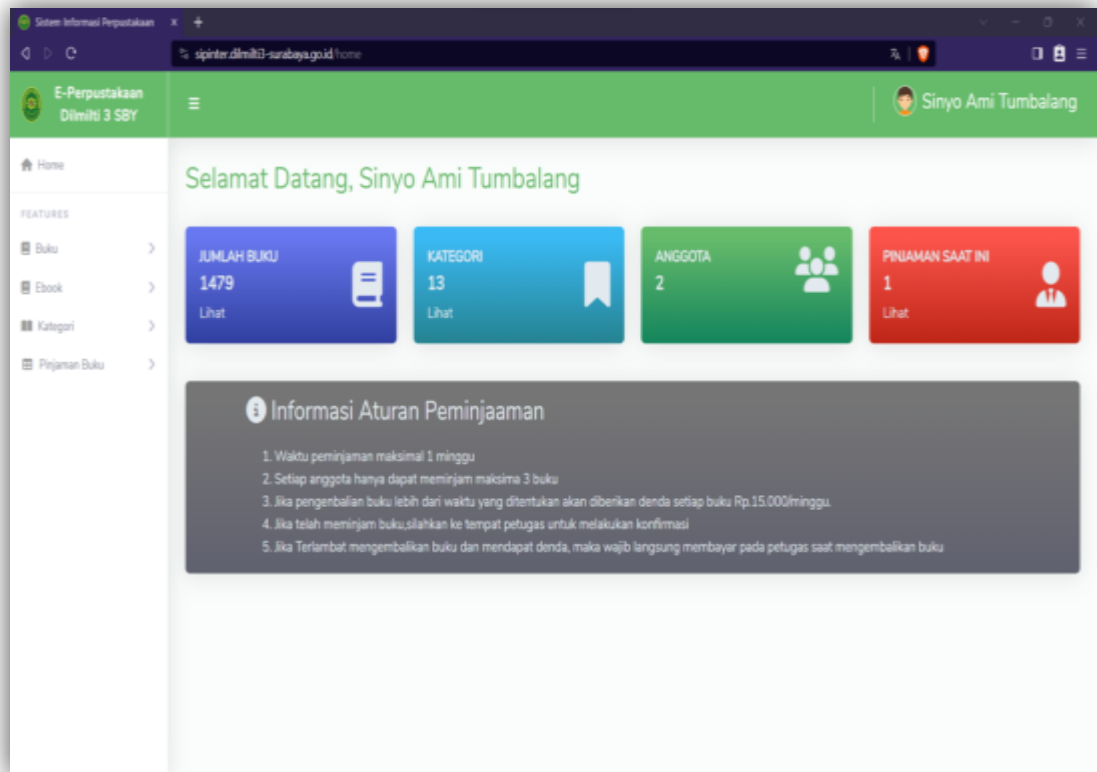 Sistem Informasi Perpustakaan
sipinter.dilmilti3-surabaya.go.id/home
E-Perpustakaan
Dilmilti 3 SBY
Sinyo Ami Tumbalang
Home
Selamat Datang, Sinyo Ami Tumbalang
FEATURES
Buku
Ebook
Kategori
Pinjaman Buku
JUMLAH BUKU
1479
Lihat
KATEGORI
13
Lihat
ANGGOTA
2
PINJAMAN SAAT INI
1
Lihat
Informasi Aturan Peminjaaman
1. Waktu peminjaman maksimal 1 minggu
2. Setiap anggota hanya dapat meminjam maksima 3 buku
3. Jika pengenbalian buku lebih dari waktu yang ditentukan akan diberikan denda setiap buku Rp.15.000/minggu.
4. Jika telah meminjam buku,silahkan ke tempat petugas untuk melakukan konfirmasi
5. Jika Terlambat mengembalikan buku dan mendapat denda, maka wajib langsung membayar pada petugas saat mengembalikan buku